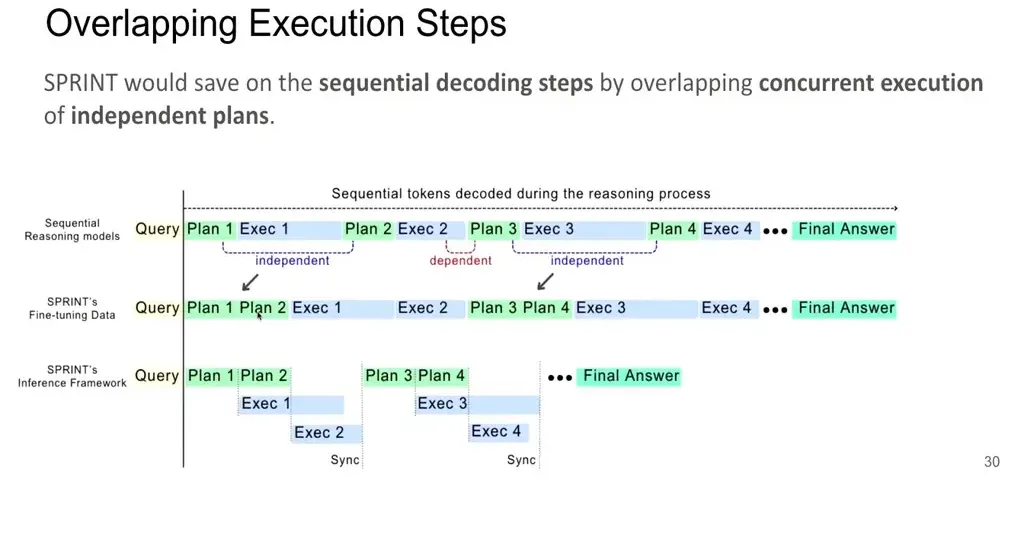 Overlapping Execution Steps
SPRINT would save on the sequential decoding steps by overlapping concurrent execution
of independent plans.
Sequential tokens decoded during the reasoning process
Sequential
Reasoning models
Query Plan 1 Exec 1 Plan 2 Exec 2 Plan 3 Exec 3 Plan 4 Exec 4 ••• Final Answer
independent dependent independent
SPRINT's
Fine-tuning Data
Query Plan 1 Plan 2 Exec 1 Exec 2 Plan 3 Plan 4 Exec 3 Exec 4 ••• Final Answer
SPRINT's
Inference Framework
Query Plan 1 Plan 2 Plan 3 Plan 4 ••• Final Answer
Exec 1 Exec 3
Exec 2 Exec 4
Sync Sync
30